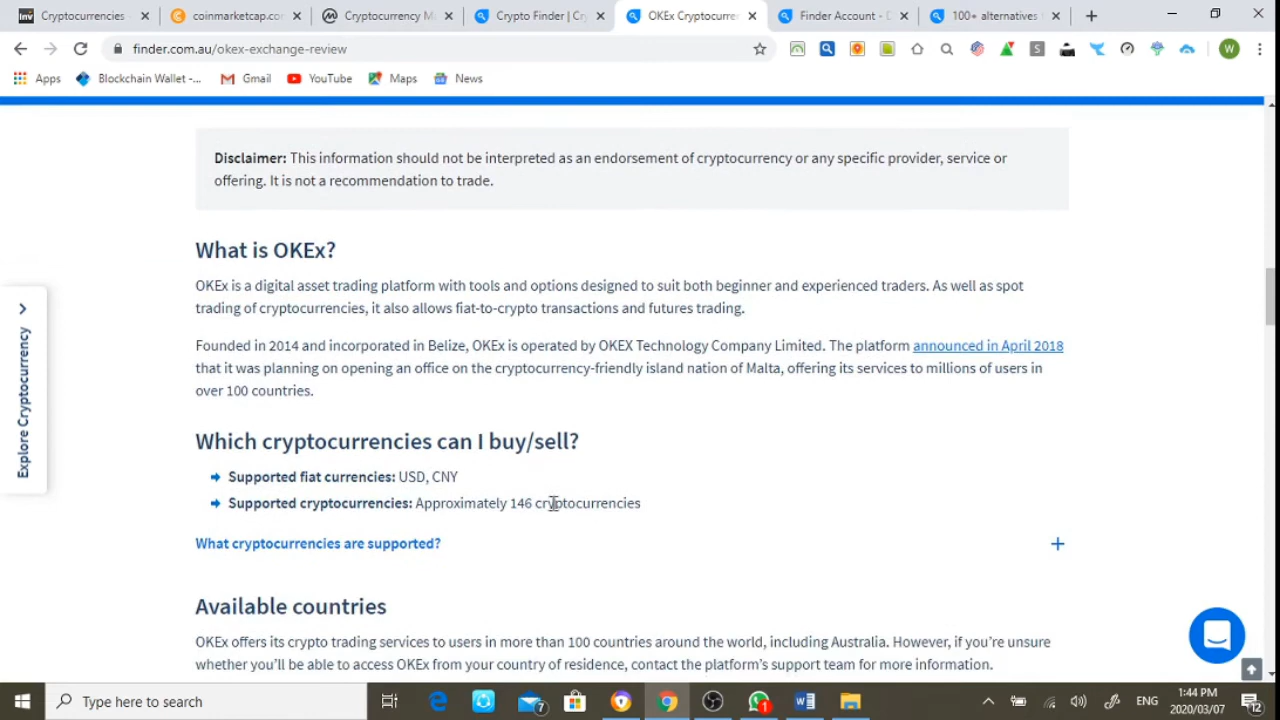 Cryptocurrencies -
coinmarketcap.co
Cryptocurrency M
Crypto Finder | Cr
OKEx Cryptocurre
Finder Account - D
100+ alternatives
finder.com.au/okex-exchange-review
W
Apps
Blockchain Wallet -...
Gmail
YouTube
Maps
News
Disclaimer: This information should not be interpreted as an endorsement of cryptocurrency or any specific provider, service or
offering. It is not a recommendation to trade.
What is OKEx?
OKEx is a digital asset trading platform with tools and options designed to suit both beginner and experienced traders. As well as spot
trading of cryptocurrencies, it also allows fiat-to-crypto transactions and futures trading.
Founded in 2014 and incorporated in Belize, OKEx is operated by OKEX Technology Company Limited. The platform announced in April 2018
that it was planning on opening an office on the cryptocurrency-friendly island nation of Malta, offering its services to millions of users in
over 100 countries.
Explore Cryptocurrency
Which cryptocurrencies can I buy/sell?
Supported fiat currencies: USD, CNY
Supported cryptocurrencies: Approximately 146 cryptocurrencies
What cryptocurrencies are supported?
Available countries
OKEx offers its crypto trading services to users in more than 100 countries around the world, including Australia. However, if you're unsure
whether you'll be able to access OKEx from your country of residence, contact the platform's support team for more information.
Type here to search
7
1
ENG
1:44 PM
2020/03/07
12